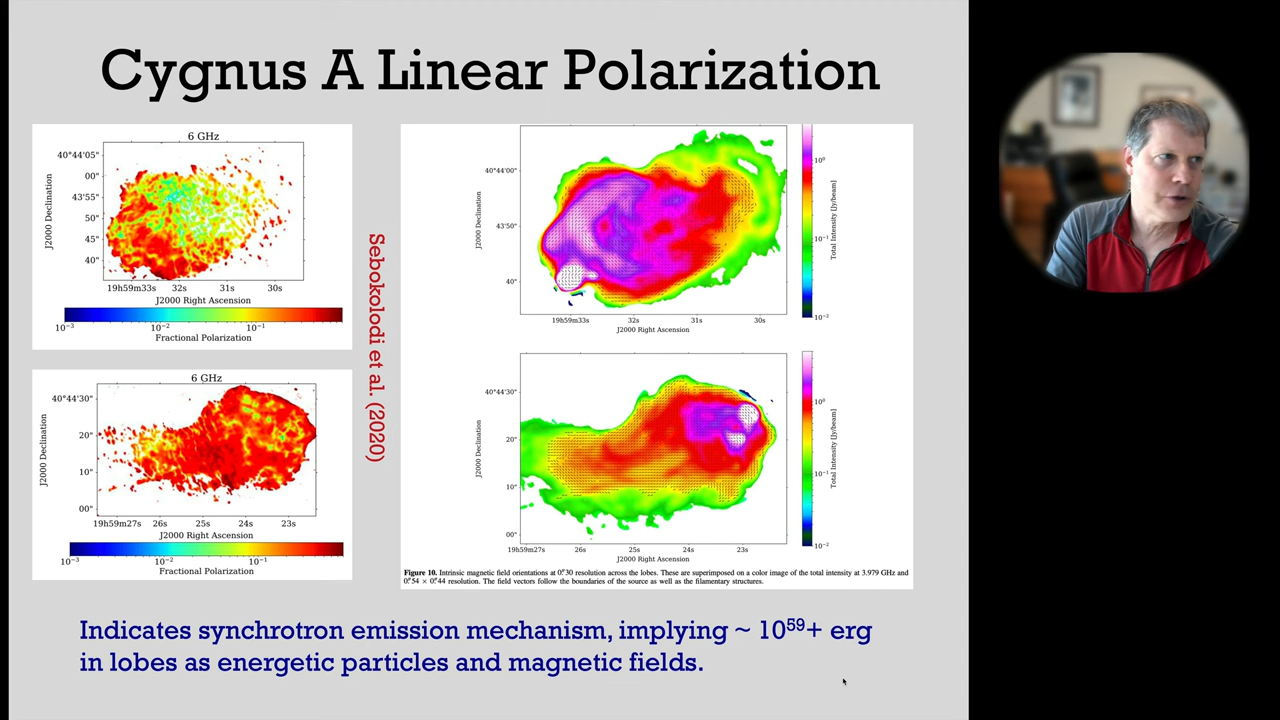 Cygnus A Linear Polarization
6 GHz
40°44'05"
00"
43'55"
50"
45"
40"
J2000 Declination
19h59m33s 32s 31s 30s
J2000 Right Ascension
10⁻³ 10⁻² 10⁻¹
Fractional Polarization
6 GHz
40°44'30"
20"
10"
00"
J2000 Declination
19h59m27s 26s 25s 24s 23s
J2000 Right Ascension
10⁻³ 10⁻² 10⁻¹
Fractional Polarization
Sebokolodi et al. (2020)
40°44'00"
43'50"
40"
J2000 Declination
19h59m33s 32s 31s 30s
J2000 Right Ascension
10⁰
10⁻¹
10⁻²
Total Intensity [Jy/beam]
40°44'30"
20"
10"
00"
J2000 Declination
19h59m27s 26s 25s 24s 23s
J2000 Right Ascension
10⁰
10⁻¹
10⁻²
Total Intensity [Jy/beam]
Figure 10. Intrinsic magnetic field orientations at 0″.30 resolution across the lobes. These are superimposed on a color image of the total intensity at 3.979 GHz and
0″.54 × 0″.44 resolution. The field vectors follow the boundaries of the source as well as the filamentary structures.
Indicates synchrotron emission mechanism, implying ~ 10⁵⁹+ erg
in lobes as energetic particles and magnetic fields.